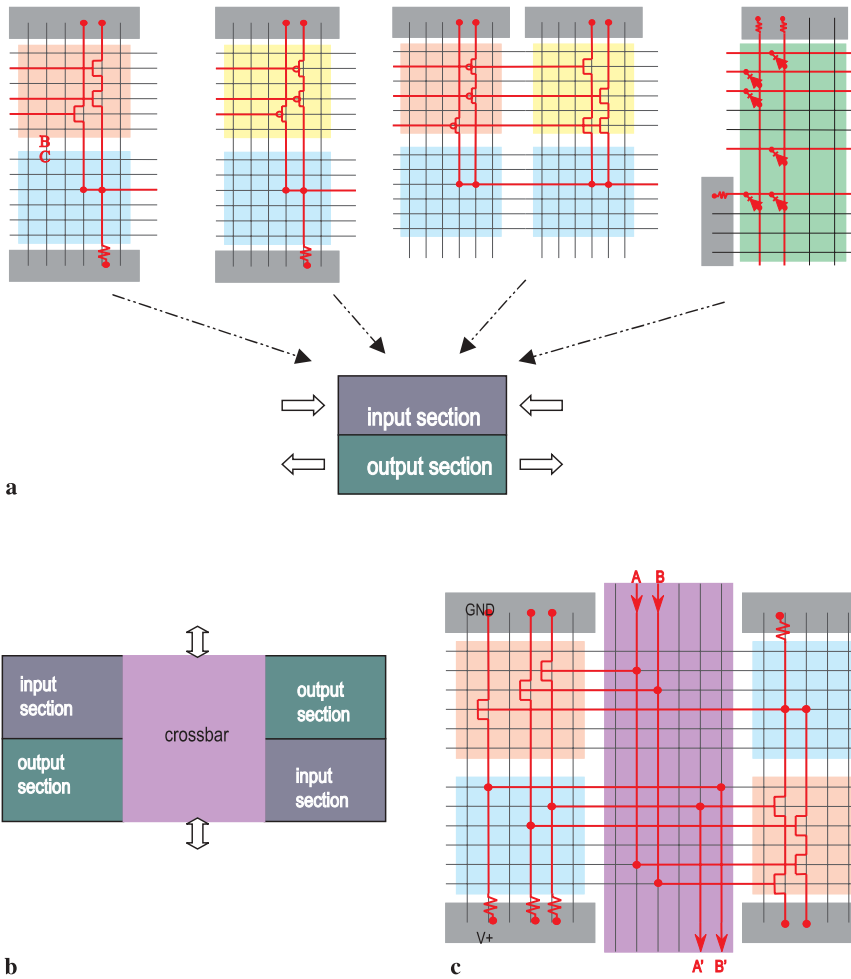 B
C
input section
output section
a
input
section
output
section
crossbar
output
section
input
section
b
A B
GND
V+
A' B'
c